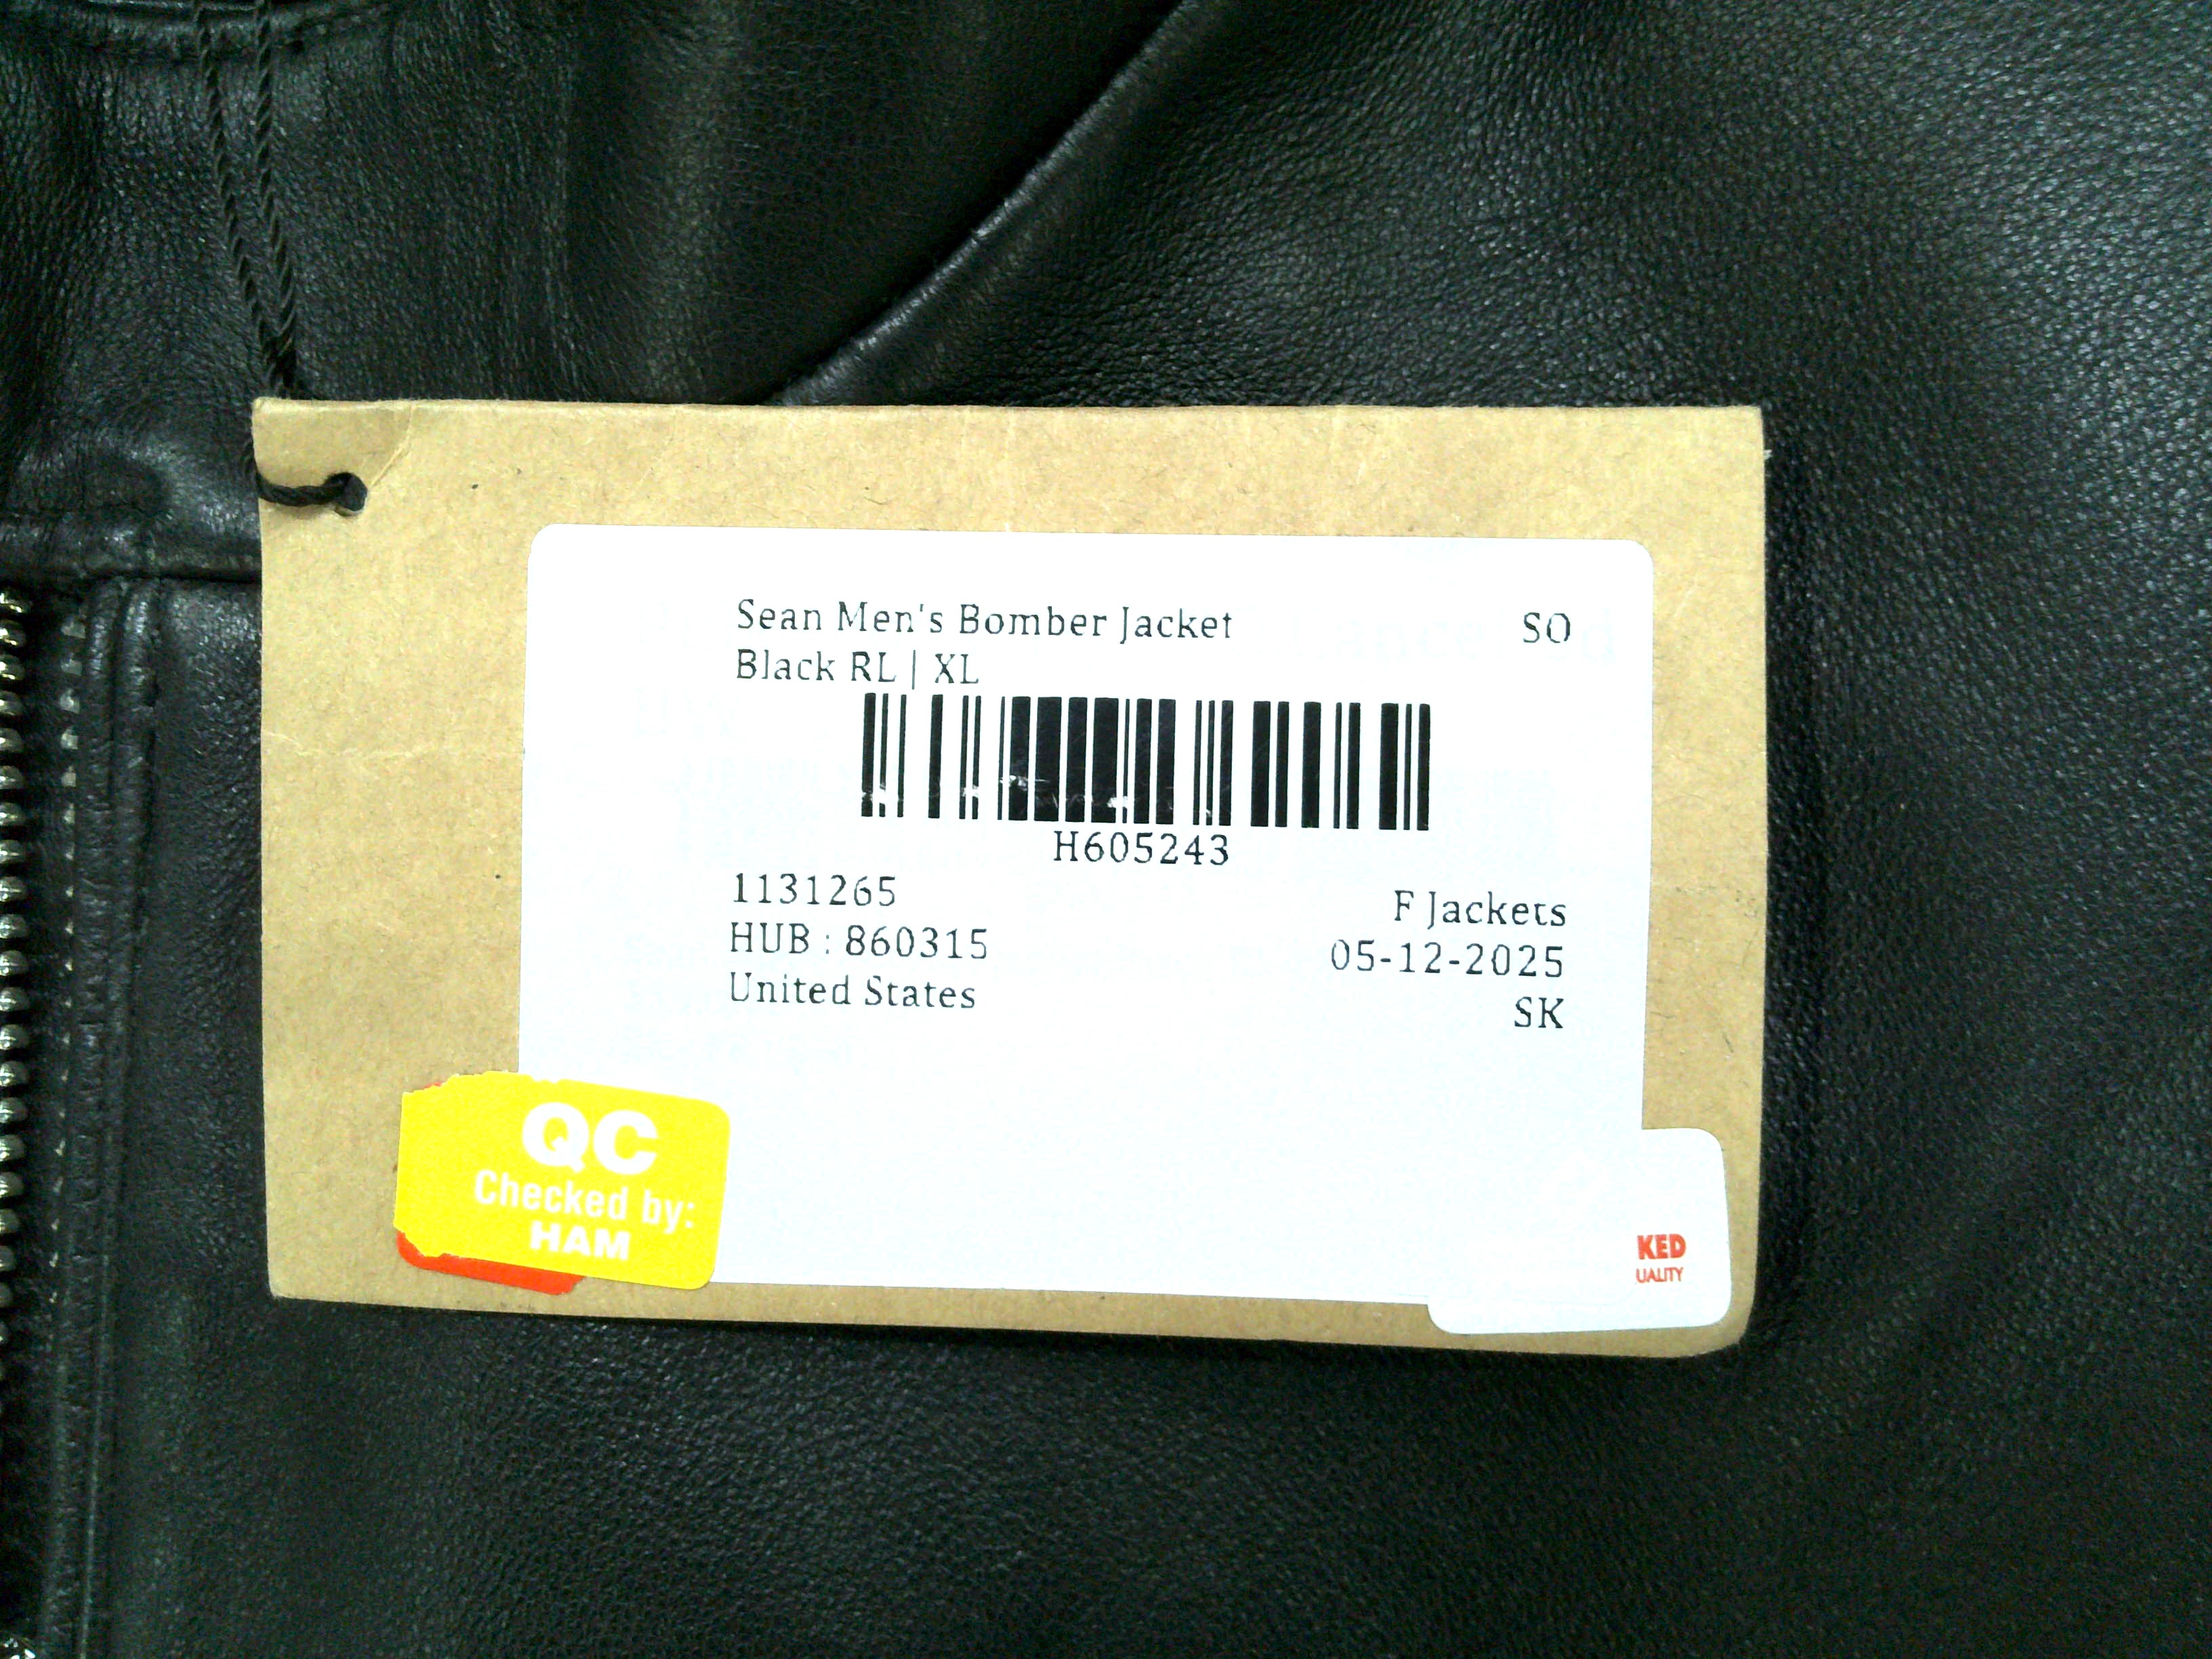 Sean Men's Bomber Jacket SO
Black RL | XL
H605243
1131265
F Jackets
HUB : 860315
05-12-2025
United States
SK
QC
Checked by:
HAM
KED
UALITY